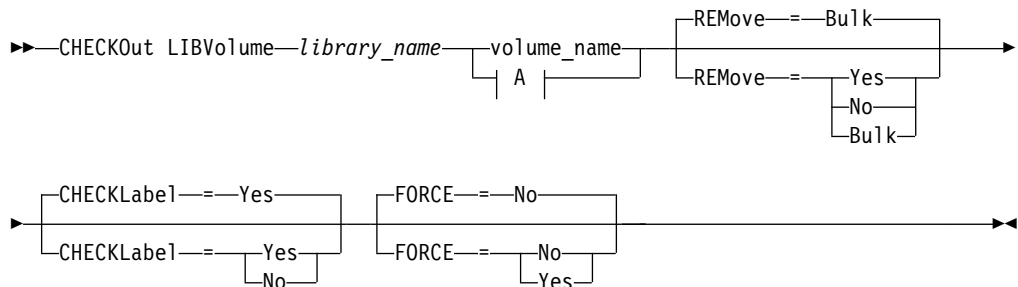 REMove = Bulk
CHECKOut LIBVolume library_name volume_name
A
REMove = Yes
No
Bulk
CHECKLabel = Yes
FORCE = No
CHECKLabel = Yes
No
FORCE = No
Yes